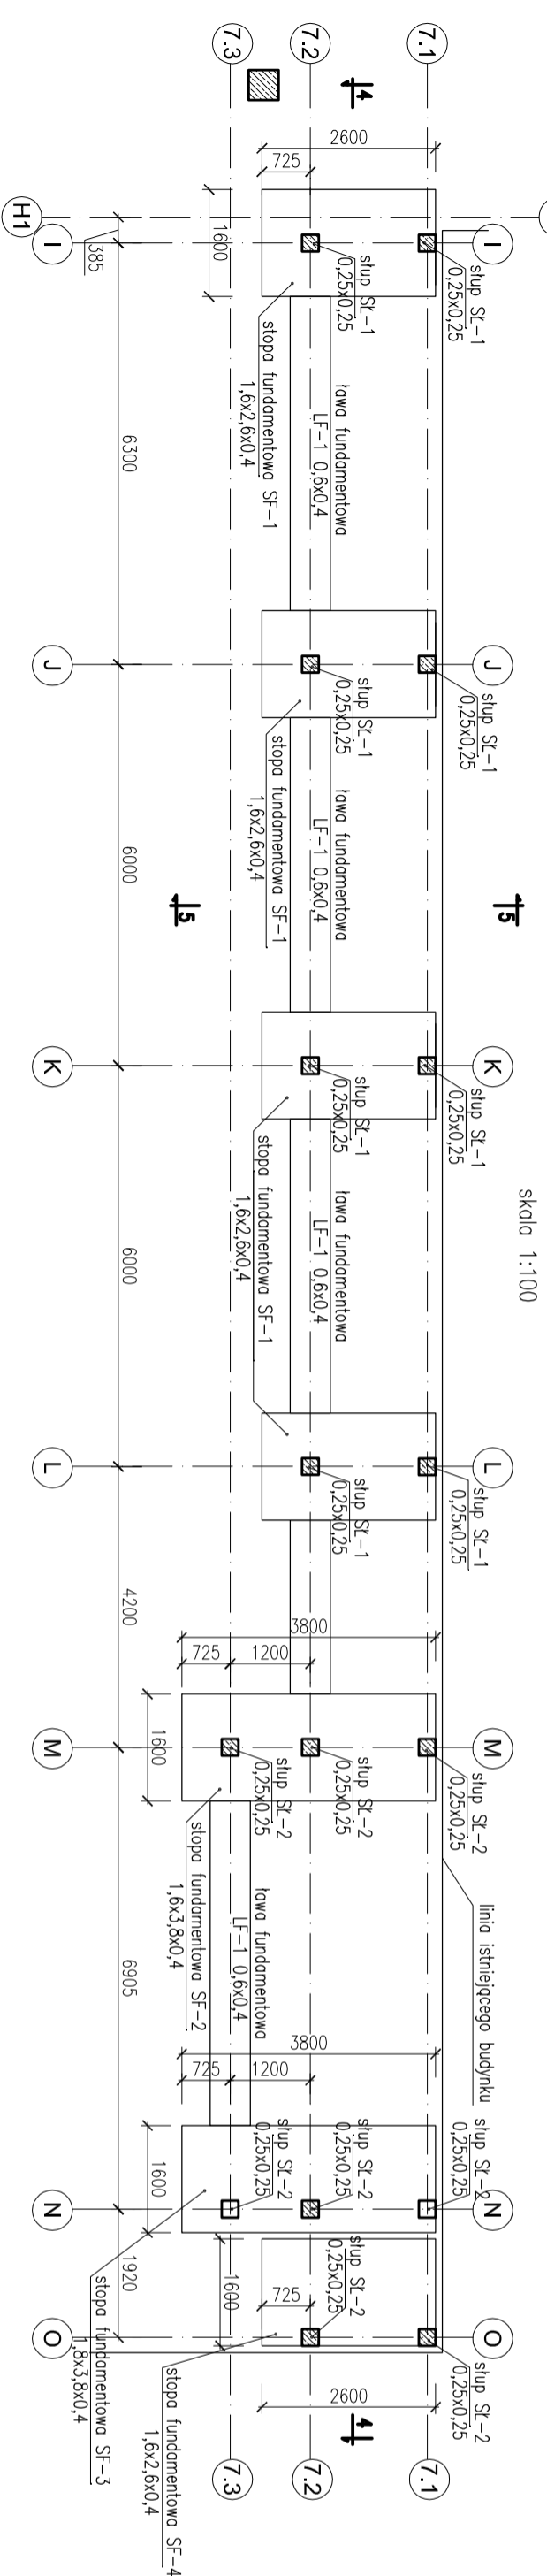 skala 1:100
7.3
7.2
7.1
4
2600
725
H1
I
385
1600
I
słup SŁ-1
0,25x0,25
słup SŁ-1
0,25x0,25
stopa fundamentowa SF-1
1,6x2,6x0,4
ława fundamentowa
LF-1 0,6x0,4
6300
J
J
słup SŁ-1
0,25x0,25
słup SŁ-1
0,25x0,25
stopa fundamentowa SF-1
1,6x2,6x0,4
ława fundamentowa
LF-1 0,6x0,4
6000
5
5
K
K
słup SŁ-1
0,25x0,25
słup SŁ-1
0,25x0,25
stopa fundamentowa SF-1
1,6x2,6x0,4
ława fundamentowa
LF-1 0,6x0,4
6000
L
L
słup SŁ-1
0,25x0,25
słup SŁ-1
0,25x0,25
4200
3800
725
1200
1600
M
M
słup SŁ-2
0,25x0,25
słup SŁ-2
0,25x0,25
słup SŁ-2
0,25x0,25
stopa fundamentowa SF-2
1,6x3,8x0,4
ława fundamentowa
LF-1 0,6x0,4
linia istniejącego budynku
6905
3800
725
1200
1600
N
N
słup SŁ-2
0,25x0,25
słup SŁ-2
0,25x0,25
słup SŁ-2
0,25x0,25
1920
1600
725
słup SŁ-2
0,25x0,25
słup SŁ-2
0,25x0,25
O
O
stopa fundamentowa SF-3
1,8x3,8x0,4
stopa fundamentowa SF-4
1,6x2,6x0,4
2600
4
7.3
7.2
7.1